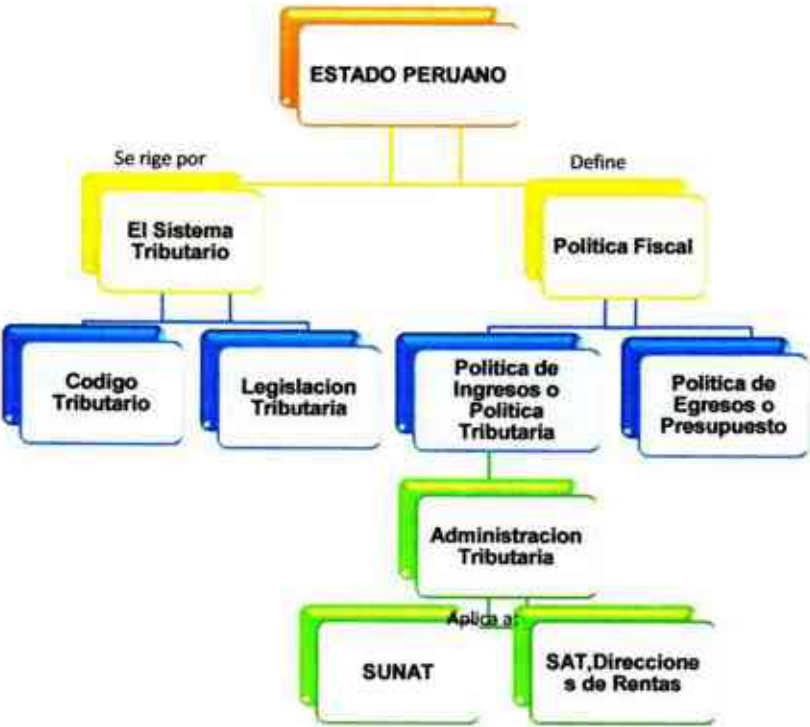 ESTADO PERUANO
Se rige por
Define
El Sistema
Tributario
Politica Fiscal
Codigo
Tributario
Legislacion
Tributaria
Politica de
Ingresos o
Politica
Tributaria
Politica de
Egresos o
Presupuesto
Administracion
Tributaria
Aplica a:
SUNAT
SAT,Direccione
s de Rentas